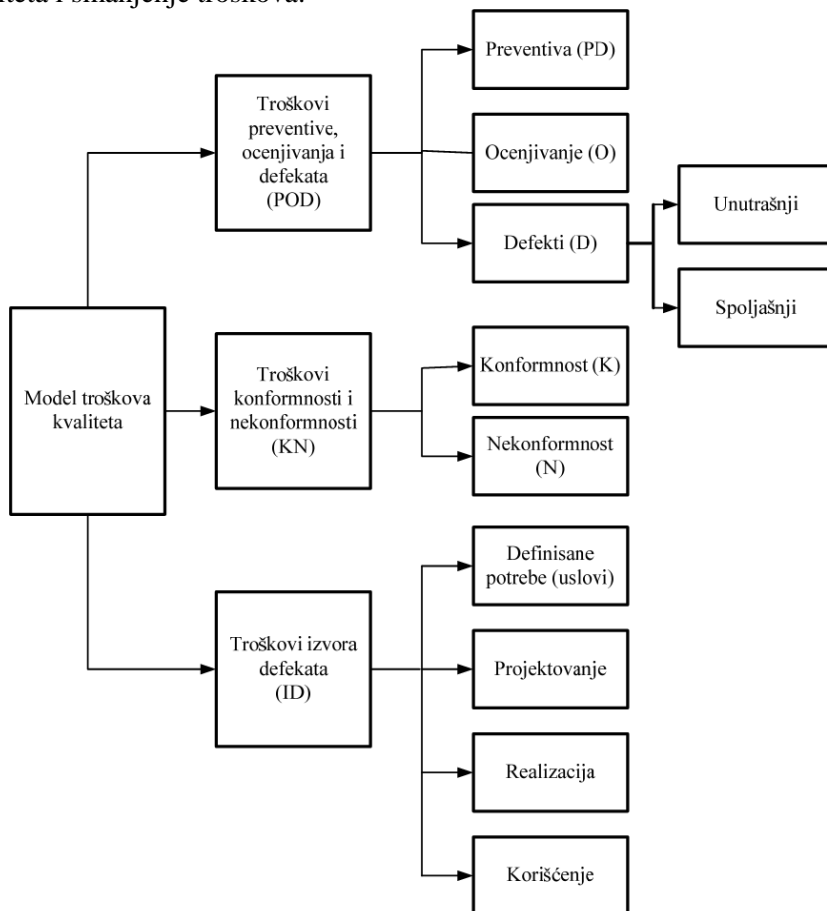 i smanjenje troškova.
Preventiva (PD)
Troškovi
preventive,
ocenjivanja i
defekata
(POD)
Ocenjivanje (O)
Defekti (D)
Unutrašnji
Spoljašnji
Model troškova
kvaliteta
Troškovi
konformnosti i
nekonformnosti
(KN)
Konformnost (K)
Nekonformnost
(N)
Troškovi izvora
defekata
(ID)
Definisane
potrebe (uslovi)
Projektovanje
Realizacija
Korišćenje